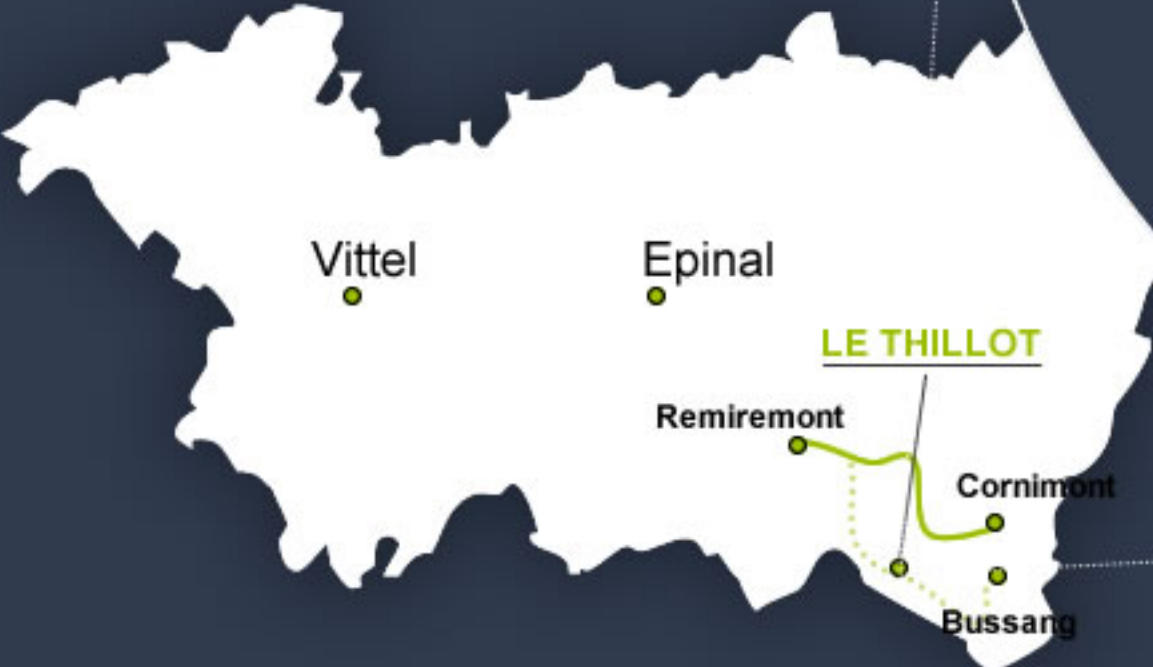 Vittel
Epinal
LE THILLOT
Remiremont
Cornimont
Bussang